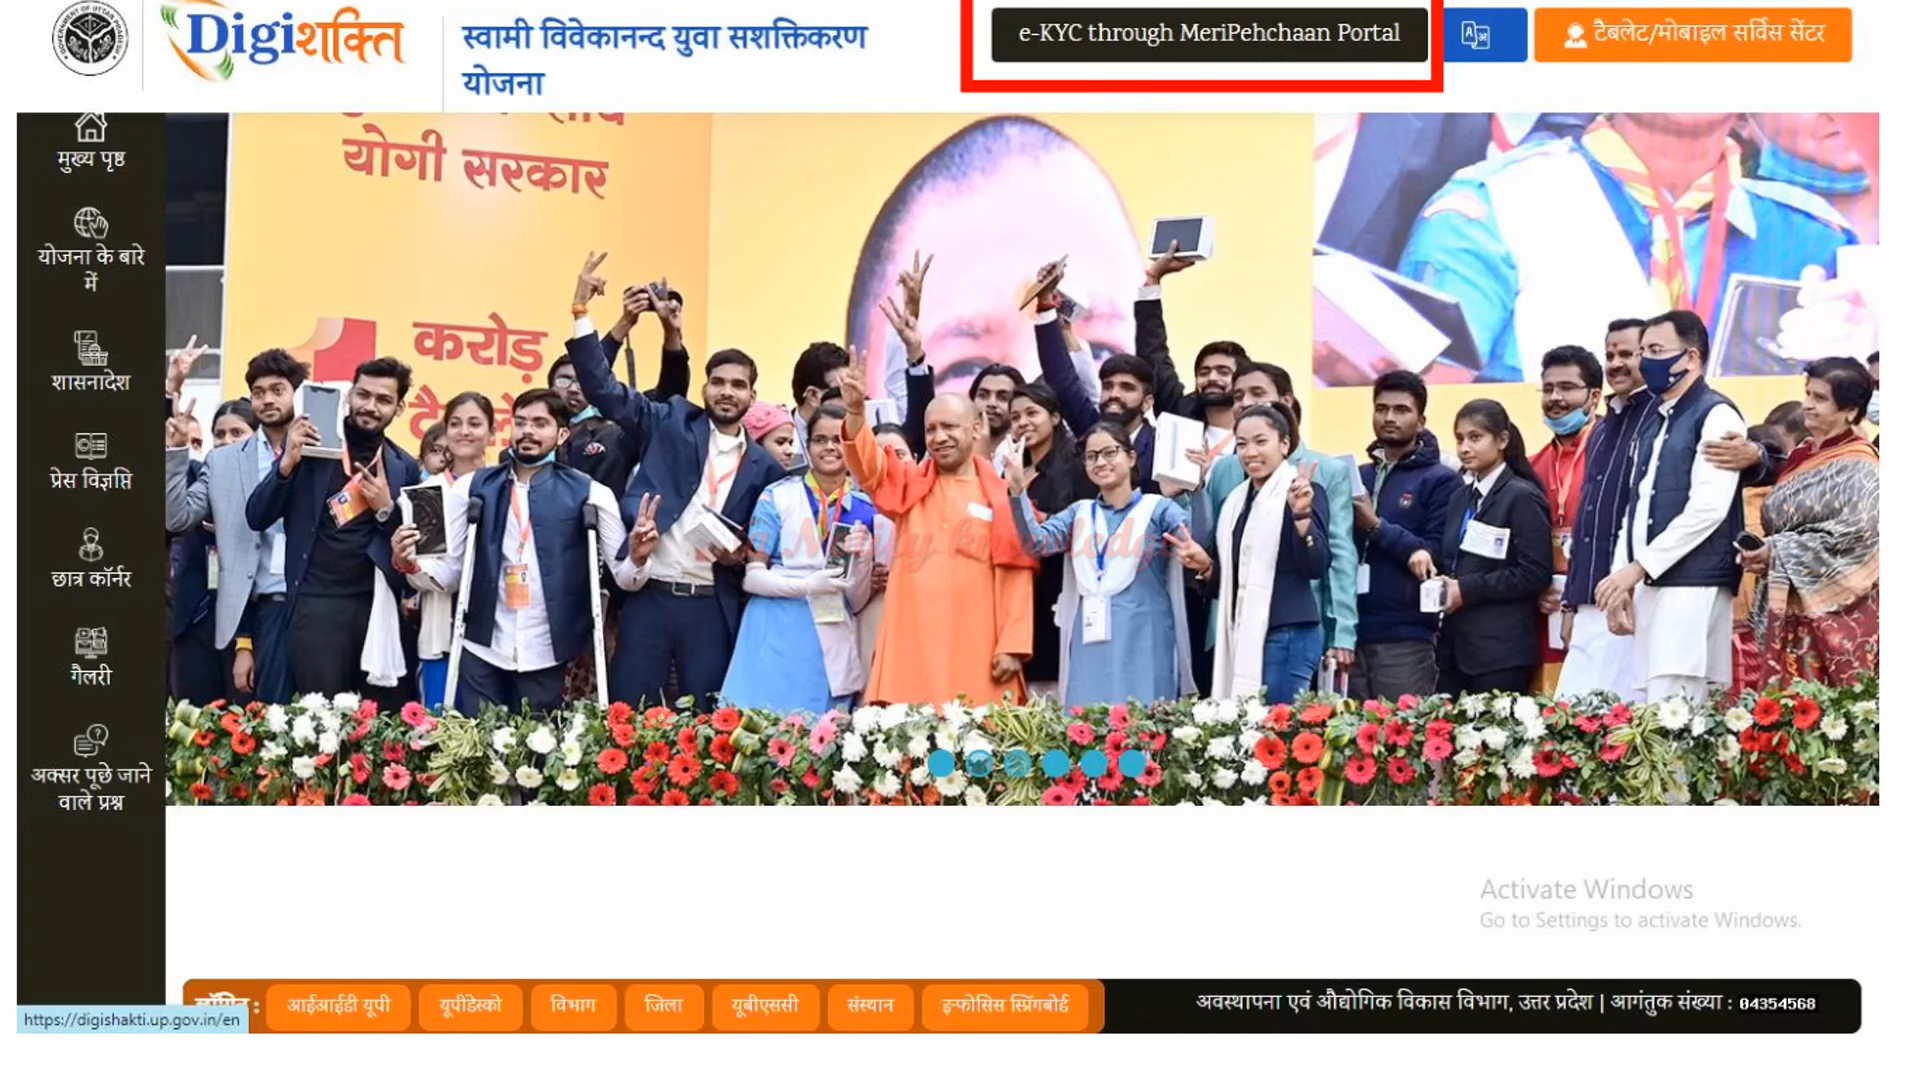 Digiशक्ति
स्वामी विवेकानन्द युवा सशक्तिकरण
योजना
e-KYC through MeriPehchaan Portal
टैबलेट/मोबाइल सर्विस सेंटर
मुख्य पृष्ठ
योजना के बारे
में
शासनादेश
प्रेस विज्ञप्ति
छात्र कॉर्नर
गैलरी
अक्सर पूछे जाने
वाले प्रश्न
योगी सरकार
1 करोड़
Activate Windows
Go to Settings to activate Windows.
लॉगिन :
आईआईडी यूपी
यूपीडेस्को
विभाग
जिला
यूबीएससी
संस्थान
इन्फोसिस स्प्रिंगबोर्ड
अवस्थापना एवं औद्योगिक विकास विभाग, उत्तर प्रदेश | आगंतुक संख्या : 04354568
https://digishakti.up.gov.in/en